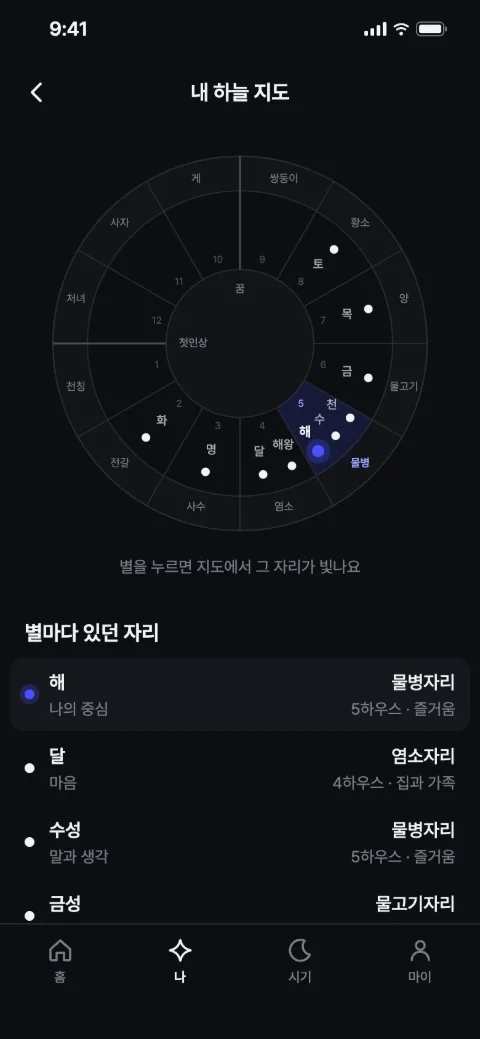 9:41
내 하늘 지도
게
쌍둥이
사자
황소
10
9
토
11
8
꿈
처녀
양
12
7
목
첫인상
1
6
금
천칭
물고기
2
5
천
화
수
3
4
해
명
달
해왕
전갈
물병
사수
염소
별을 누르면 지도에서 그 자리가 빛나요
별마다 있던 자리
해
물병자리
나의 중심
5하우스 · 즐거움
달
염소자리
마음
4하우스 · 집과 가족
수성
물병자리
말과 생각
5하우스 · 즐거움
금성
물고기자리
홈
나
시기
마이